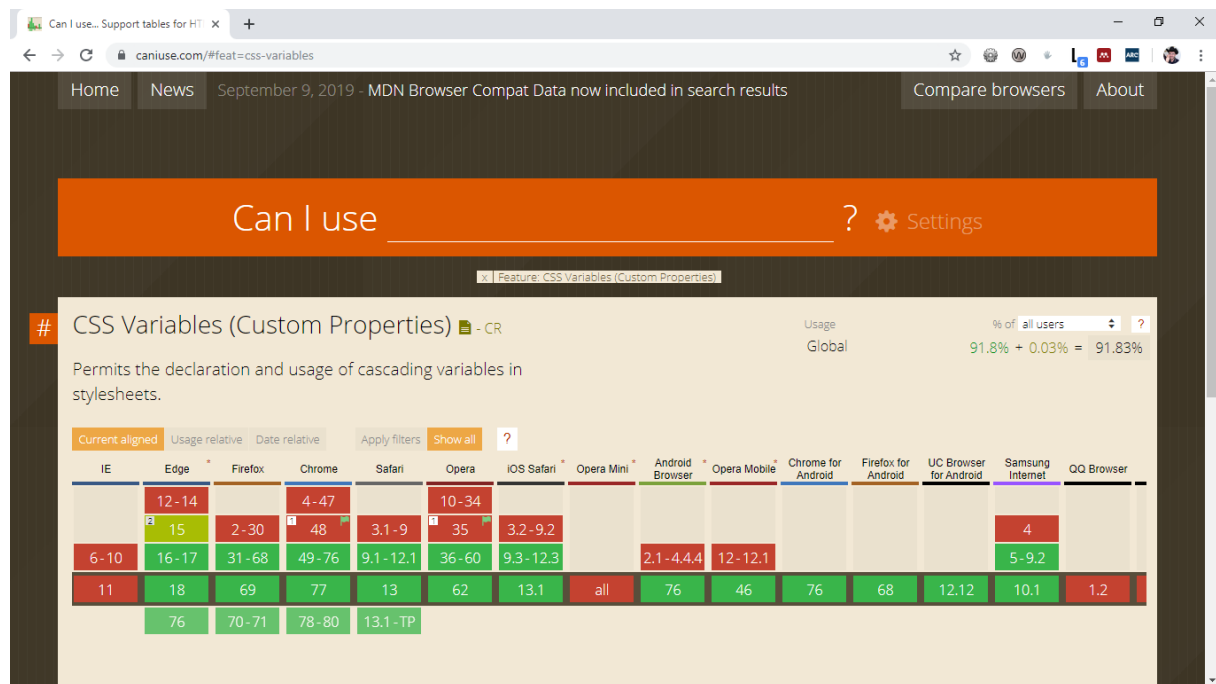 Can I use... Support tables for HT
caniuse.com/#feat=css-variables
6
ARC
Home News September 9, 2019 - MDN Browser Compat Data now included in search results Compare browsers About
Can I use ? Settings
x Feature: CSS Variables (Custom Properties)
# CSS Variables (Custom Properties) - CR
Usage % of all users ?
Global 91.8% + 0.03% = 91.83%
Permits the declaration and usage of cascading variables in
stylesheets.
Current aligned Usage relative Date relative Apply filters Show all ?
IE Edge * Firefox Chrome Safari Opera iOS Safari * Opera Mini * Android Browser * Opera Mobile * Chrome for Android Firefox for Android UC Browser for Android Samsung Internet QQ Browser
12-14 4-47 10-34
2 15 2-30 1 48 3.1-9 1 35 3.2-9.2 4
6-10 16-17 31-68 49-76 9.1-12.1 36-60 9.3-12.3 2.1-4.4.4 12-12.1 5-9.2
11 18 69 77 13 62 13.1 all 76 46 76 68 12.12 10.1 1.2
76 70-71 78-80 13.1-TP